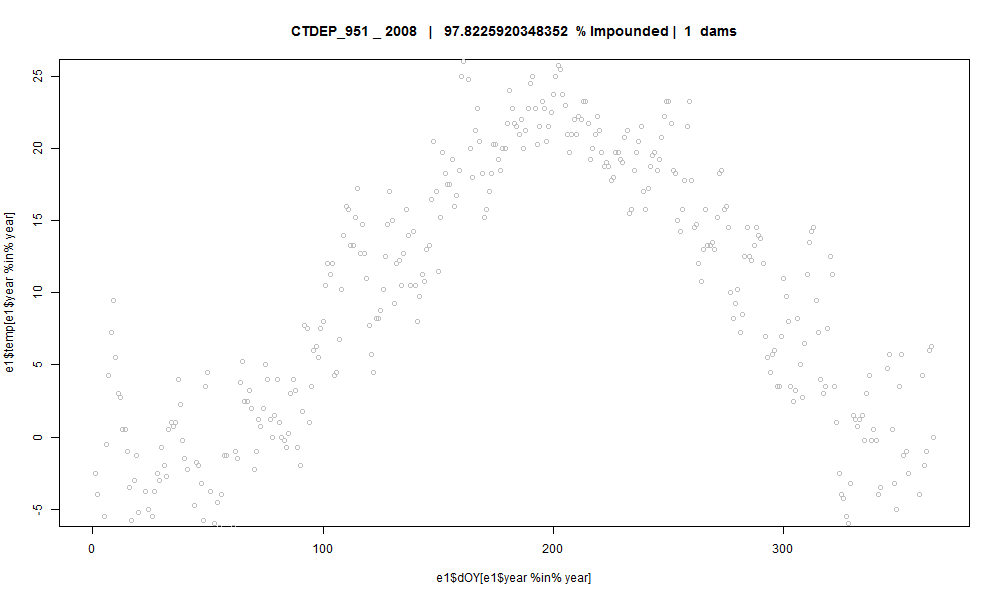 CTDEP_951 _ 2008 | 97.8225920348352 % Impounded | 1 dams
25
20
15
10
5
0
-5
e1$temp[e1$year %in% year]
0 100 200 300
e1$dOY[e1$year %in% year]